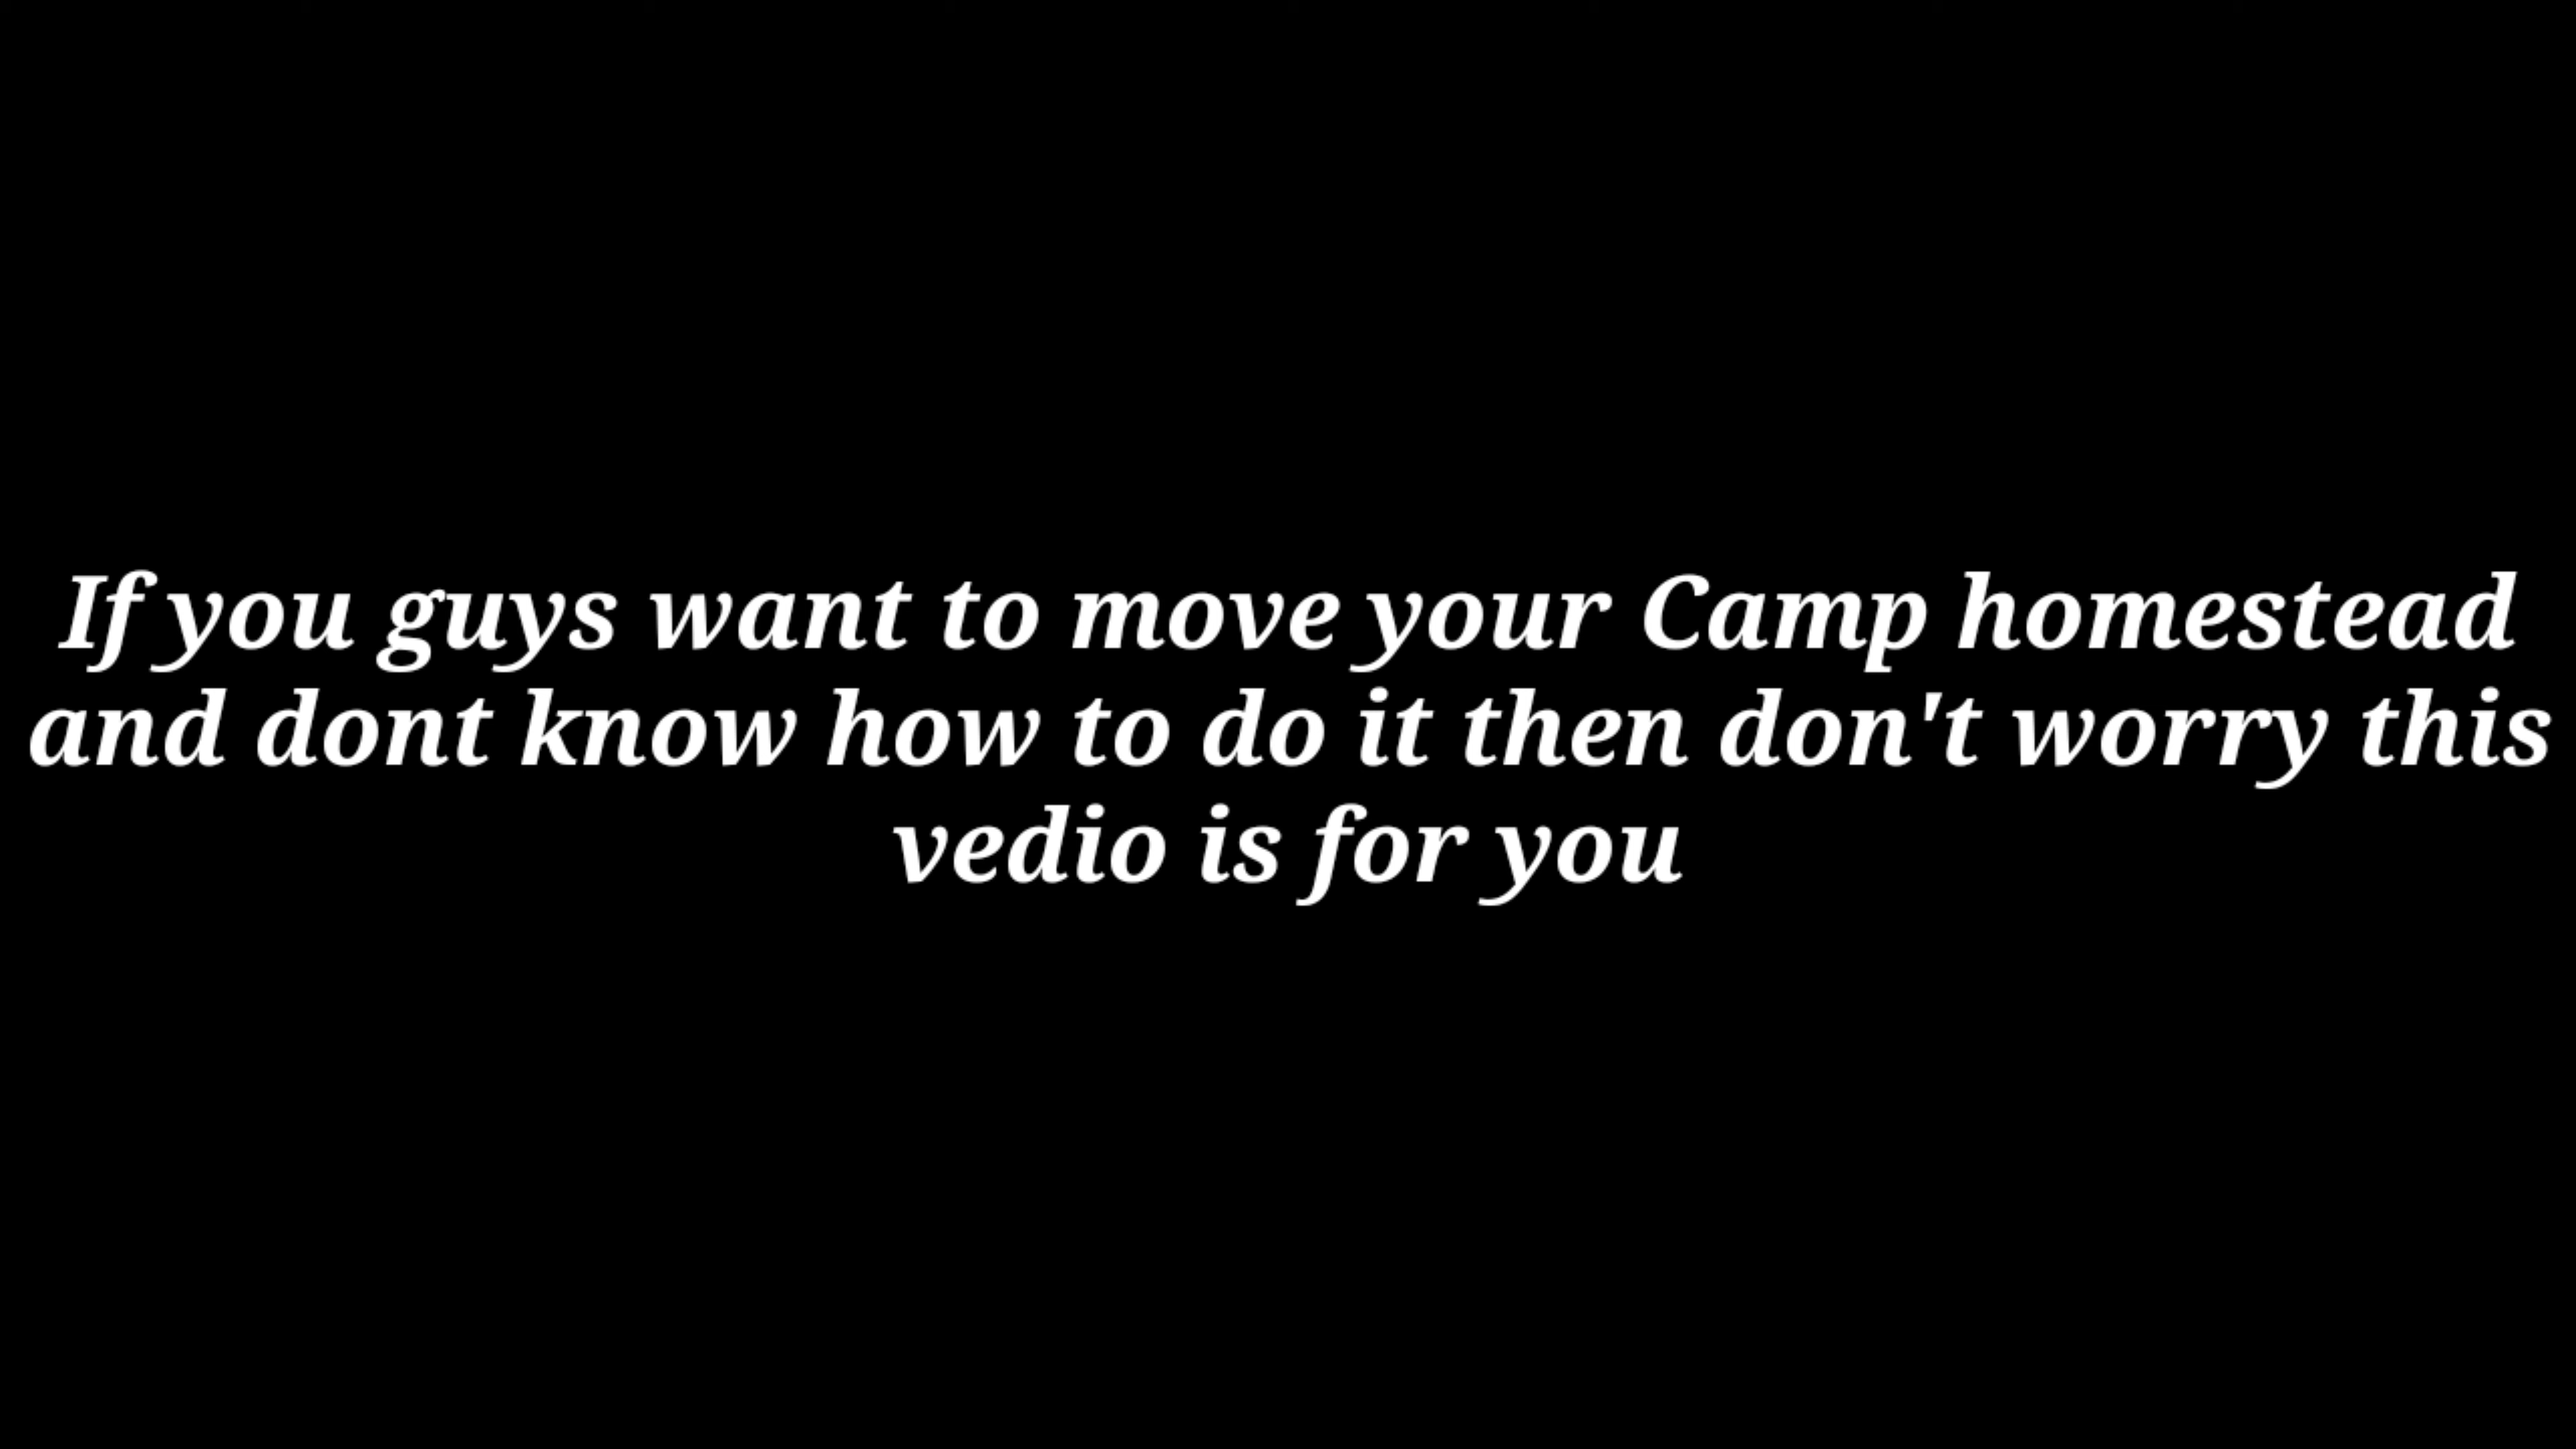 If you guys want to move your Camp homestead
and dont know how to do it then don't worry this
vedio is for you